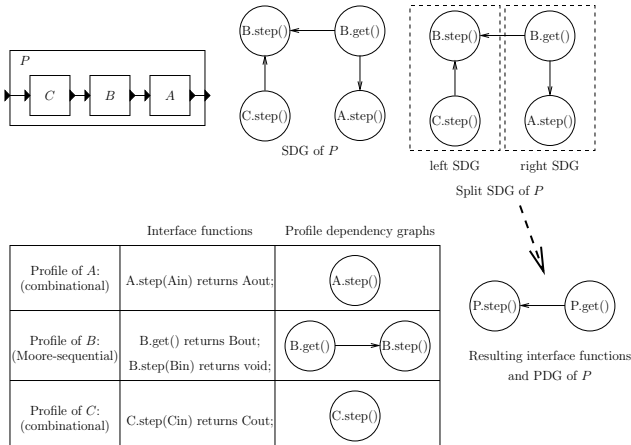 P
C
B
A
B.step()
B.get()
C.step()
A.step()
SDG of P
B.step()
B.get()
C.step()
A.step()
left SDG
right SDG
Split SDG of P
Interface functions
Profile dependency graphs
Profile of A:
(combinational)
A.step(Ain) returns Aout;
A.step()
Profile of B:
(Moore-sequential)
B.get() returns Bout;
B.step(Bin) returns void;
B.get()
B.step()
Profile of C:
(combinational)
C.step(Cin) returns Cout;
C.step()
P.step()
P.get()
Resulting interface functions
and PDG of P